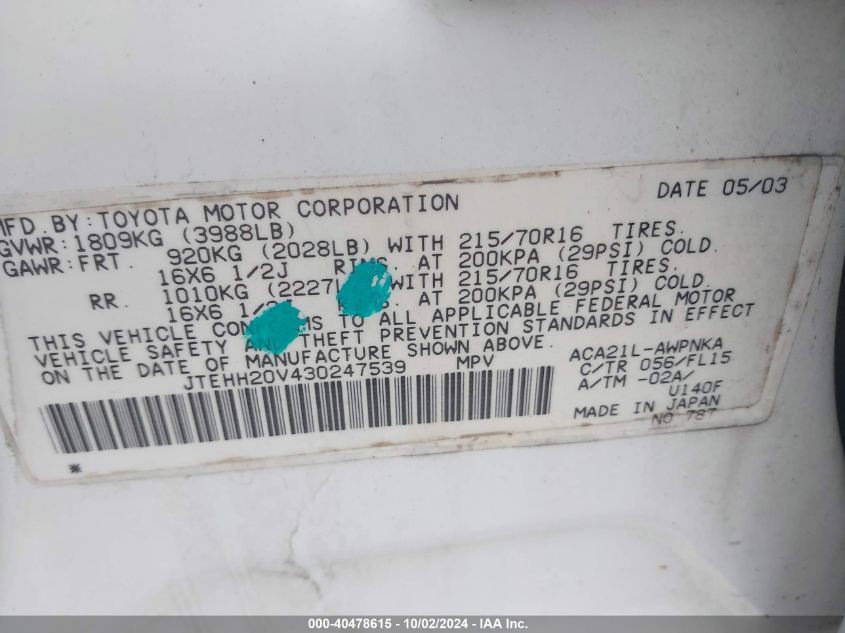 MFD. BY: TOYOTA MOTOR CORPORATION DATE 05/03
GVWR: 1809KG (3988LB)
GAWR: FRT. 920KG (2028LB) WITH 215/70R16 TIRES.
16X6 1/2J RIMS. AT 200KPA (29PSI) COLD.
RR. 1010KG (2227 WITH 215/70R16 TIRES.
16X6 AT 200KPA (29PSI) COLD.
THIS VEHICLE TO ALL APPLICABLE FEDERAL MOTOR
VEHICLE SAFETY AND THEFT PREVENTION STANDARDS IN EFFECT
ON THE DATE OF MANUFACTURE SHOWN ABOVE.
JTEHH20V430247539 MPV
ACA21L-AWPNKA
C/TR 056/FL15
A/TM -02A/
U140F
MADE IN JAPAN
NO 787
*
000-40478615 - 10/02/2024 - IAA Inc.